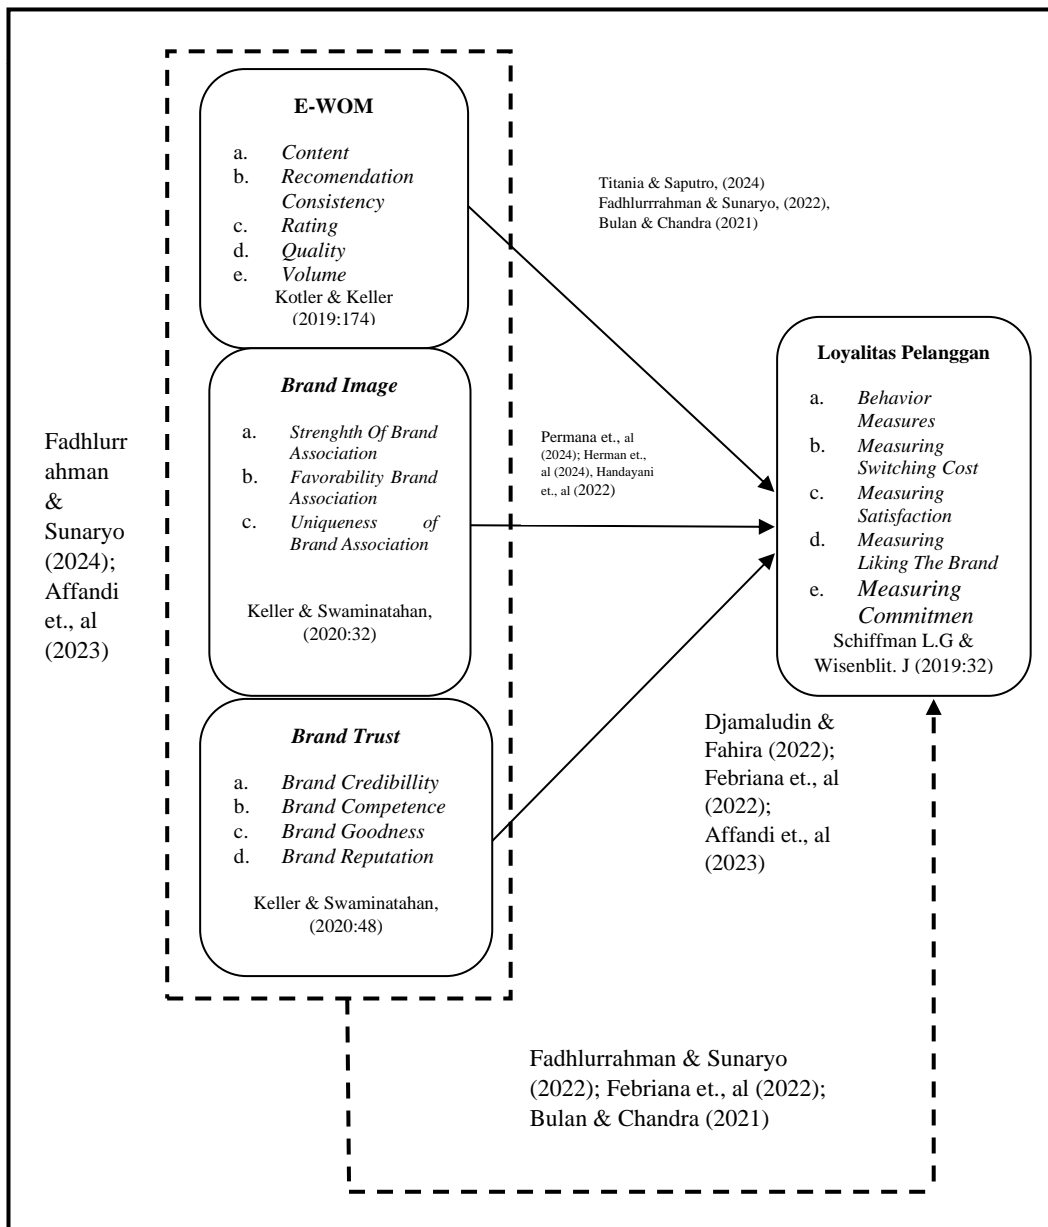 E-WOM
a. Content
b. Recomendation
Consistency
c. Rating
d. Quality
e. Volume
Kotler & Keller
(2019:174)
Titania & Saputro, (2024)
Fadhlurrrahman & Sunaryo, (2022),
Bulan & Chandra (2021)
Brand Image
a. Strenghth Of Brand
Association
b. Favorability Brand
Association
c. Uniqueness of
Brand Association
Keller & Swaminatahan,
(2020:32)
Permana et., al
(2024); Herman et.,
al (2024), Handayani
et., al (2022)
Loyalitas Pelanggan
a. Behavior
Measures
b. Measuring
Switching Cost
c. Measuring
Satisfaction
d. Measuring
Liking The Brand
e. Measuring
Commitmen
Schiffman L.G &
Wisenblit. J (2019:32)
Fadhlurr
ahman
&
Sunaryo
(2024);
Affandi
et., al
(2023)
Brand Trust
a. Brand Credibillity
b. Brand Competence
c. Brand Goodness
d. Brand Reputation
Keller & Swaminatahan,
(2020:48)
Djamaludin &
Fahira (2022);
Febriana et., al
(2022);
Affandi et., al
(2023)
Fadhlurrahman & Sunaryo
(2022); Febriana et., al (2022);
Bulan & Chandra (2021)